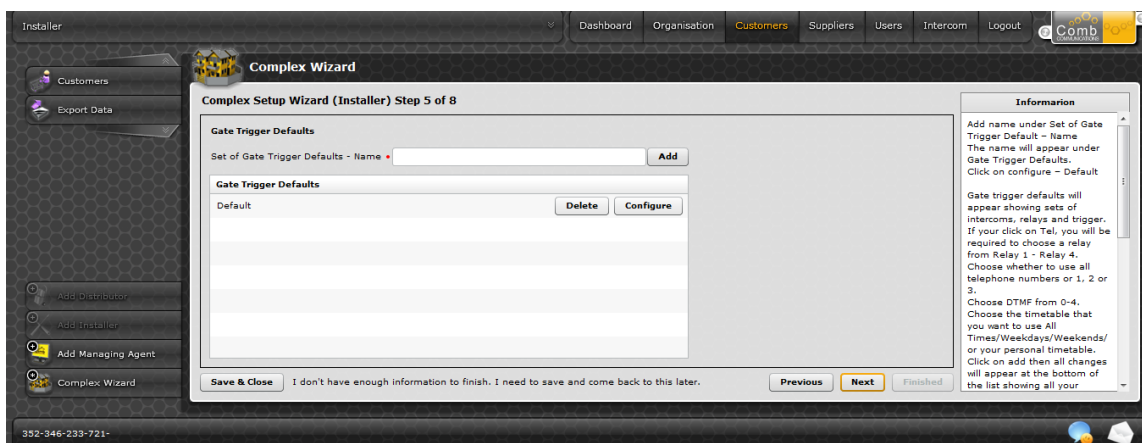 Installer
Dashboard
Organisation
Customers
Suppliers
Users
Intercom
Logout
Comb
COMMUNICATIONS
Customers
Export Data
Add Distributor
Add Installer
Add Managing Agent
Complex Wizard
Complex Wizard
Complex Setup Wizard (Installer) Step 5 of 8
Gate Trigger Defaults
Set of Gate Trigger Defaults - Name •
Add
Gate Trigger Defaults
Default
Delete
Configure
Save & Close
I don't have enough information to finish. I need to save and come back to this later.
Previous
Next
Finished
Information
Add name under Set of Gate
Trigger Default – Name
The name will appear under
Gate Trigger Defaults.
Click on configure – Default
Gate trigger defaults will
appear showing sets of
intercoms, relays and trigger.
If your click on Tel, you will be
required to choose a relay
from Relay 1 - Relay 4.
Choose whether to use all
telephone numbers or 1, 2 or
3.
Choose DTMF from 0-4.
Choose the timetable that
you want to use All
Times/Weekdays/Weekends/
or your personal timetable.
Click on add then all changes
will appear at the bottom of
the list showing all your
352-346-233-721-